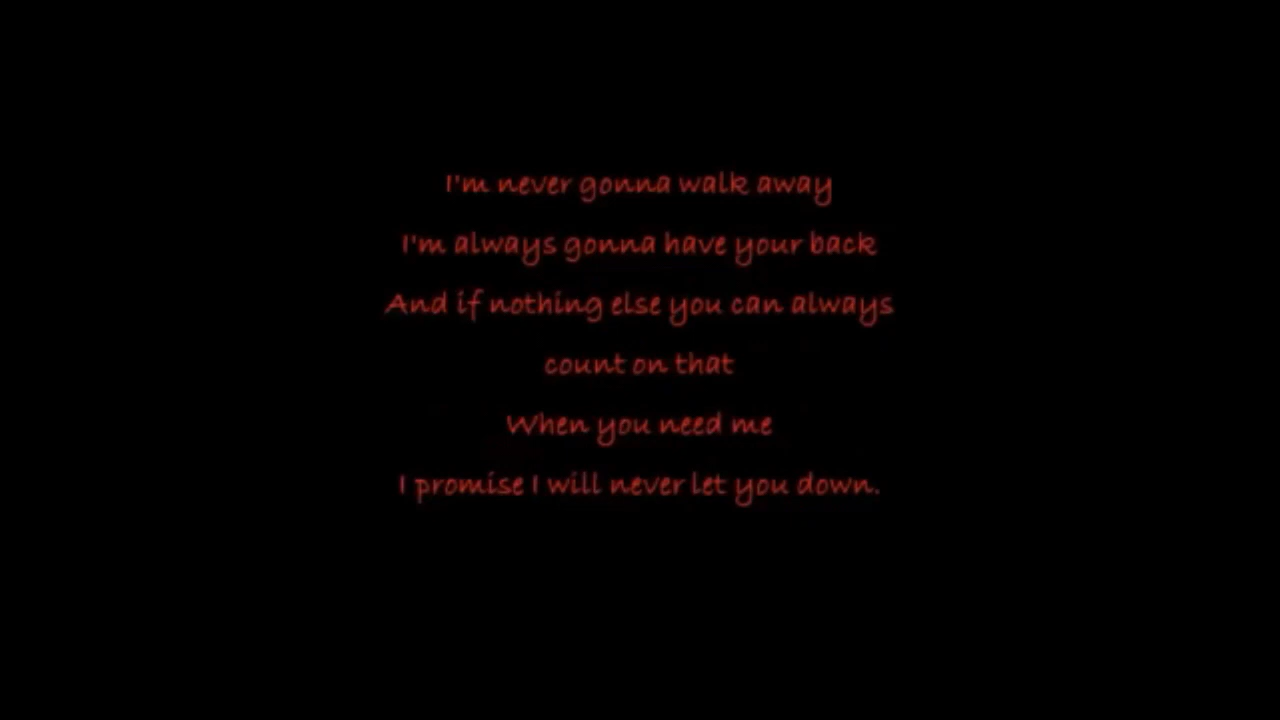 I'm never gonna walk away
I'm always gonna have your back
And if nothing else you can always
count on that
When you need me
I promise I will never let you down.